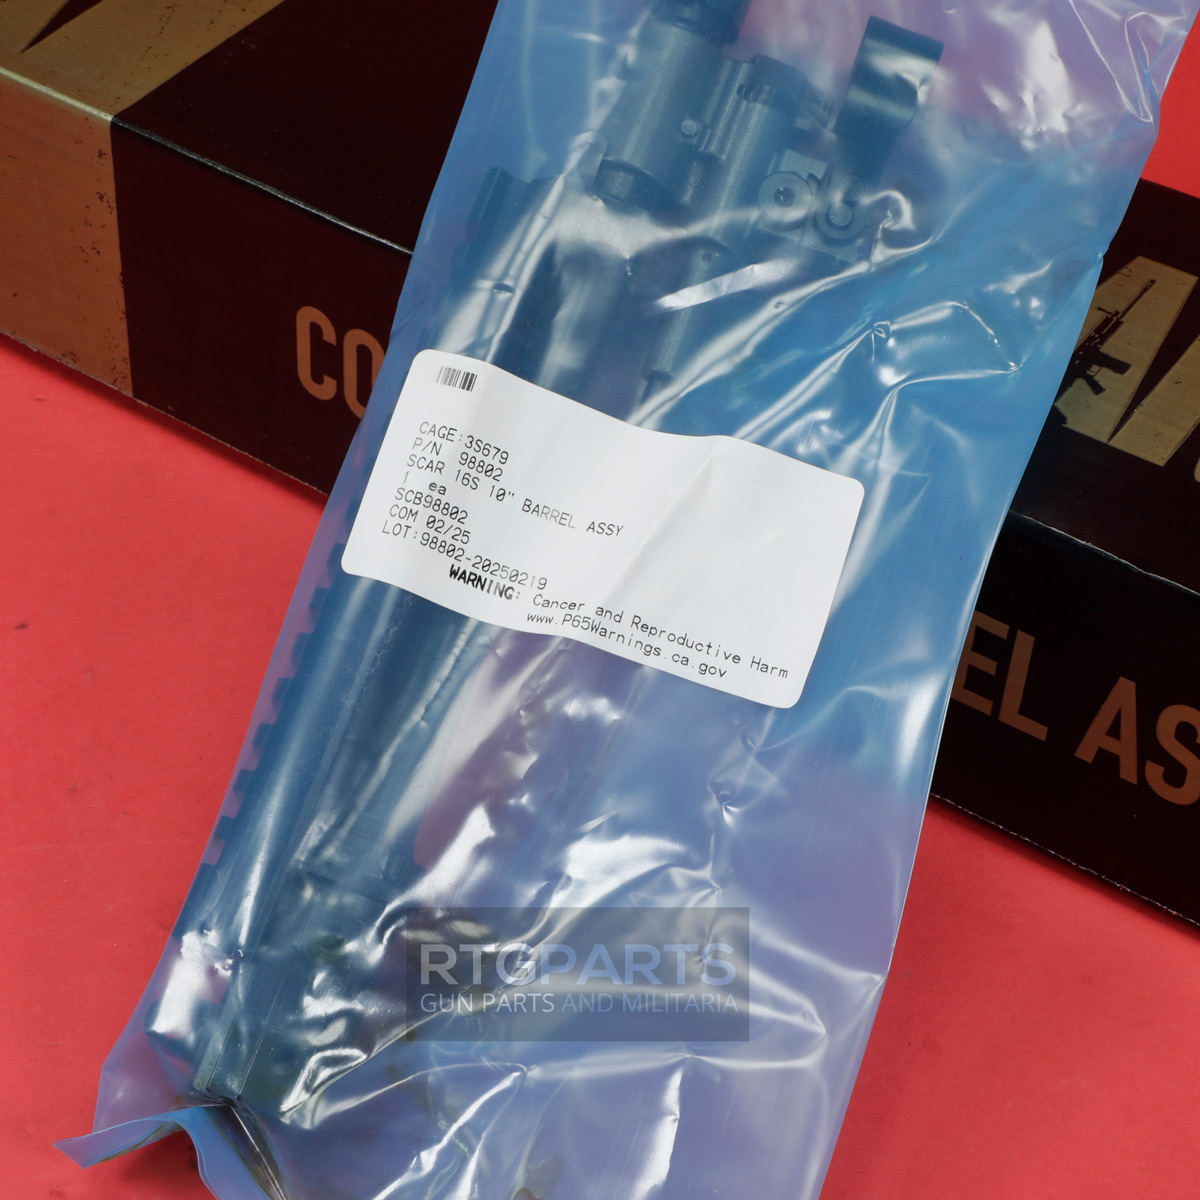 CO
CAGE:3S679
P/N 98802
SCAR 16S 10" BARREL ASSY
1 ea
SCB98802
COM 02/25
LOT:98802-20250219
WARNING: Cancer and Reproductive Harm
www.P65Warnings.ca.gov
EL AS
RTGPARTS
GUN PARTS AND MILITARIA